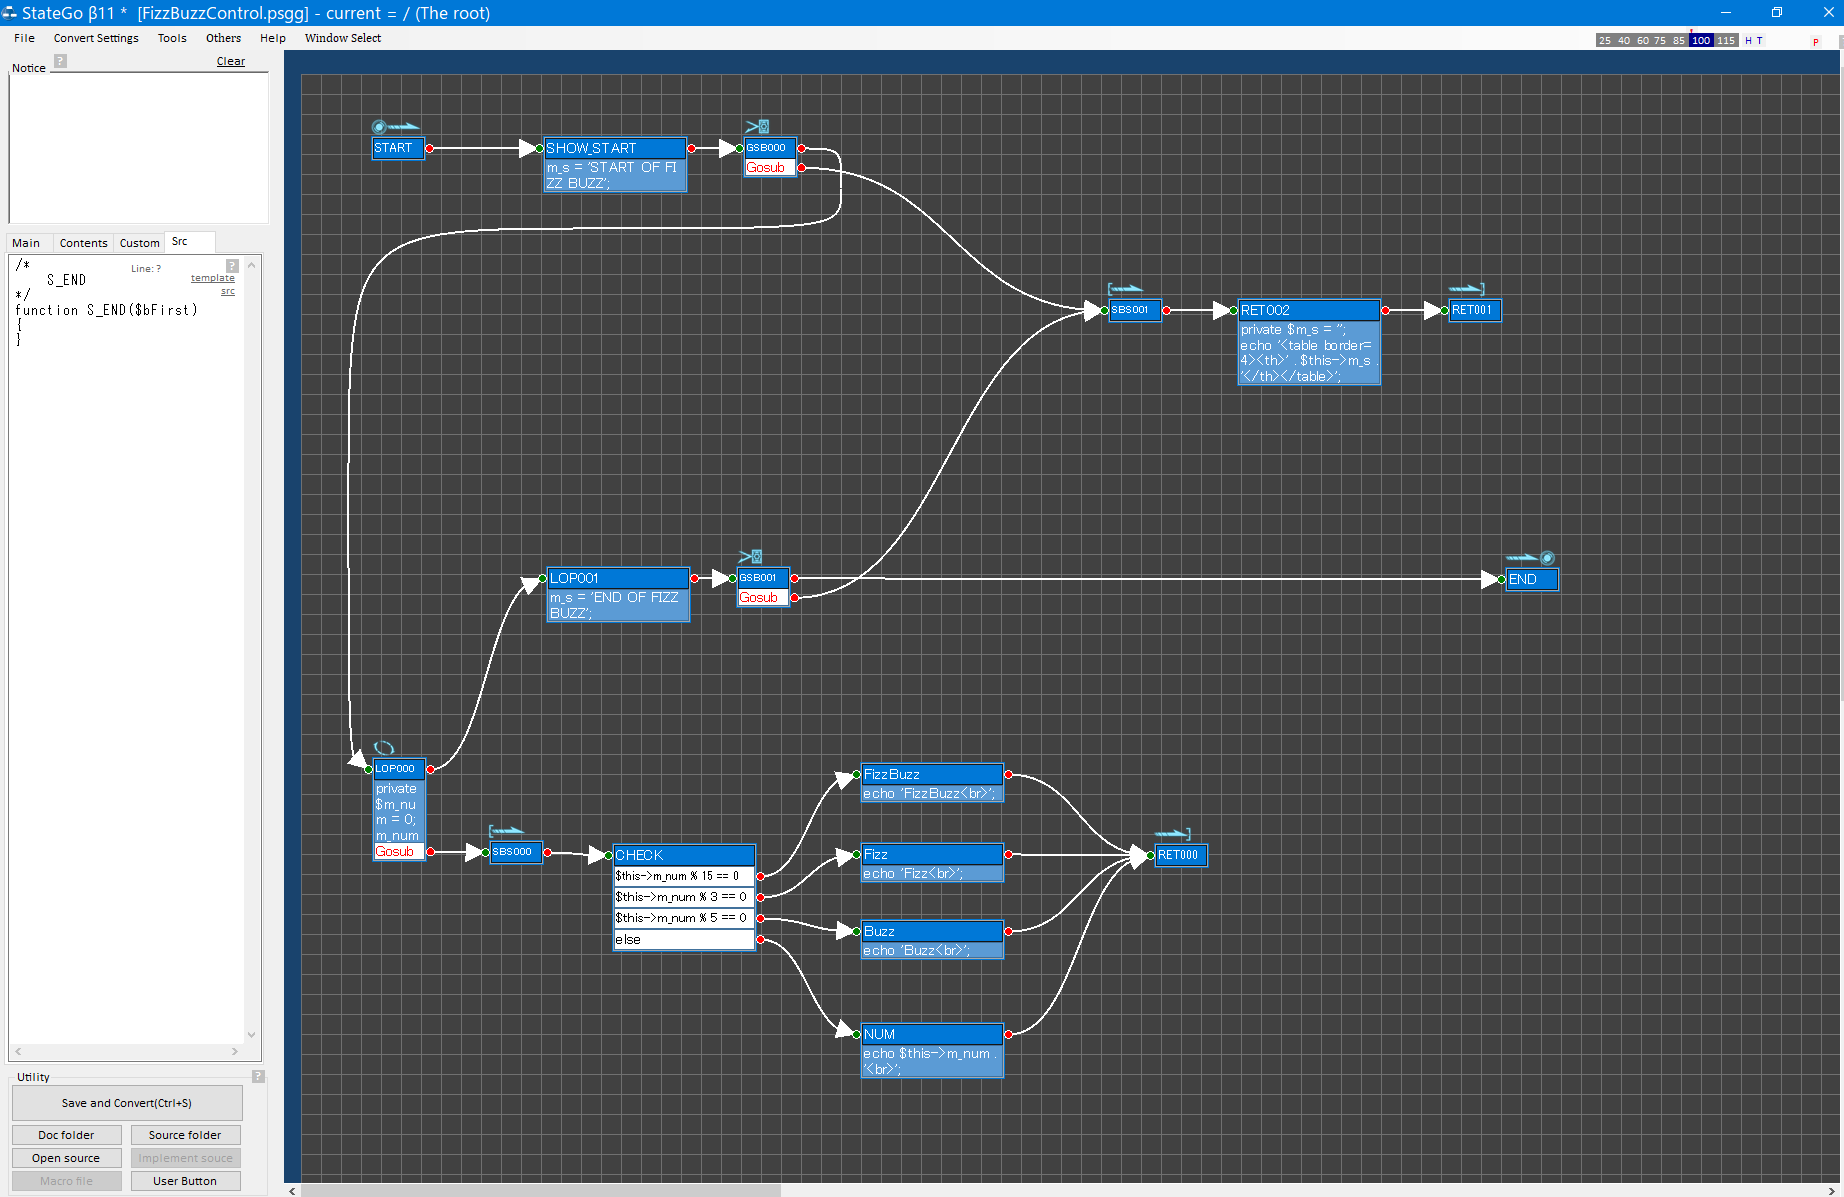 StateGo β11 *  [FizzBuzzControl.psgg] - current = / (The root)
File Convert Settings Tools Others Help Window Select
25 40 60 75 85 100 115 H T P
Notice ? Clear
Main Contents Custom Src
/*
Line: ? ?
S_END
template
*/
src
function S_END($bFirst)
{
}
Utility ?
Save and Convert(Ctrl+S)
Doc folder Source folder
Open source Implement souce
Macro file User Button
START
SHOW_START
m_s = 'START OF FI
ZZ BUZZ';
GSB000
Gosub
SBS001
RET002
private $m_s = '';
echo '<table border=
4><th>' . $this->m_s .
'</th></table>';
RET001
LOP001
m_s = 'END OF FIZZ
BUZZ';
GSB001
Gosub
END
LOP000
private
$m_nu
m = 0;
m_num
Gosub
SBS000
CHECK
$this->m_num % 15 == 0
$this->m_num % 3 == 0
$this->m_num % 5 == 0
else
FizzBuzz
echo 'FizzBuzz<br>';
Fizz
echo 'Fizz<br>';
Buzz
echo 'Buzz<br>';
NUM
echo $this->m_num .
'<br>';
RET000